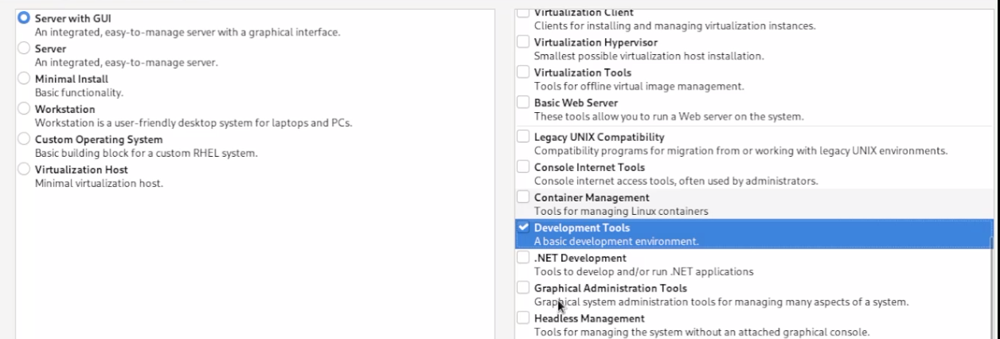 Server with GUI
An integrated, easy-to-manage server with a graphical interface.
Server
An integrated, easy-to-manage server.
Minimal Install
Basic functionality.
Workstation
Workstation is a user-friendly desktop system for laptops and PCs.
Custom Operating System
Basic building block for a custom RHEL system.
Virtualization Host
Minimal virtualization host.
Virtualization Client
Clients for installing and managing virtualization instances.
Virtualization Hypervisor
Smallest possible virtualization host installation.
Virtualization Tools
Tools for offline virtual image management.
Basic Web Server
These tools allow you to run a Web server on the system.
Legacy UNIX Compatibility
Compatibility programs for migration from or working with legacy UNIX environments.
Console Internet Tools
Console internet access tools, often used by administrators.
Container Management
Tools for managing Linux containers
Development Tools
A basic development environment.
.NET Development
Tools to develop and/or run .NET applications
Graphical Administration Tools
Graphical system administration tools for managing many aspects of a system.
Headless Management
Tools for managing the system without an attached graphical console.